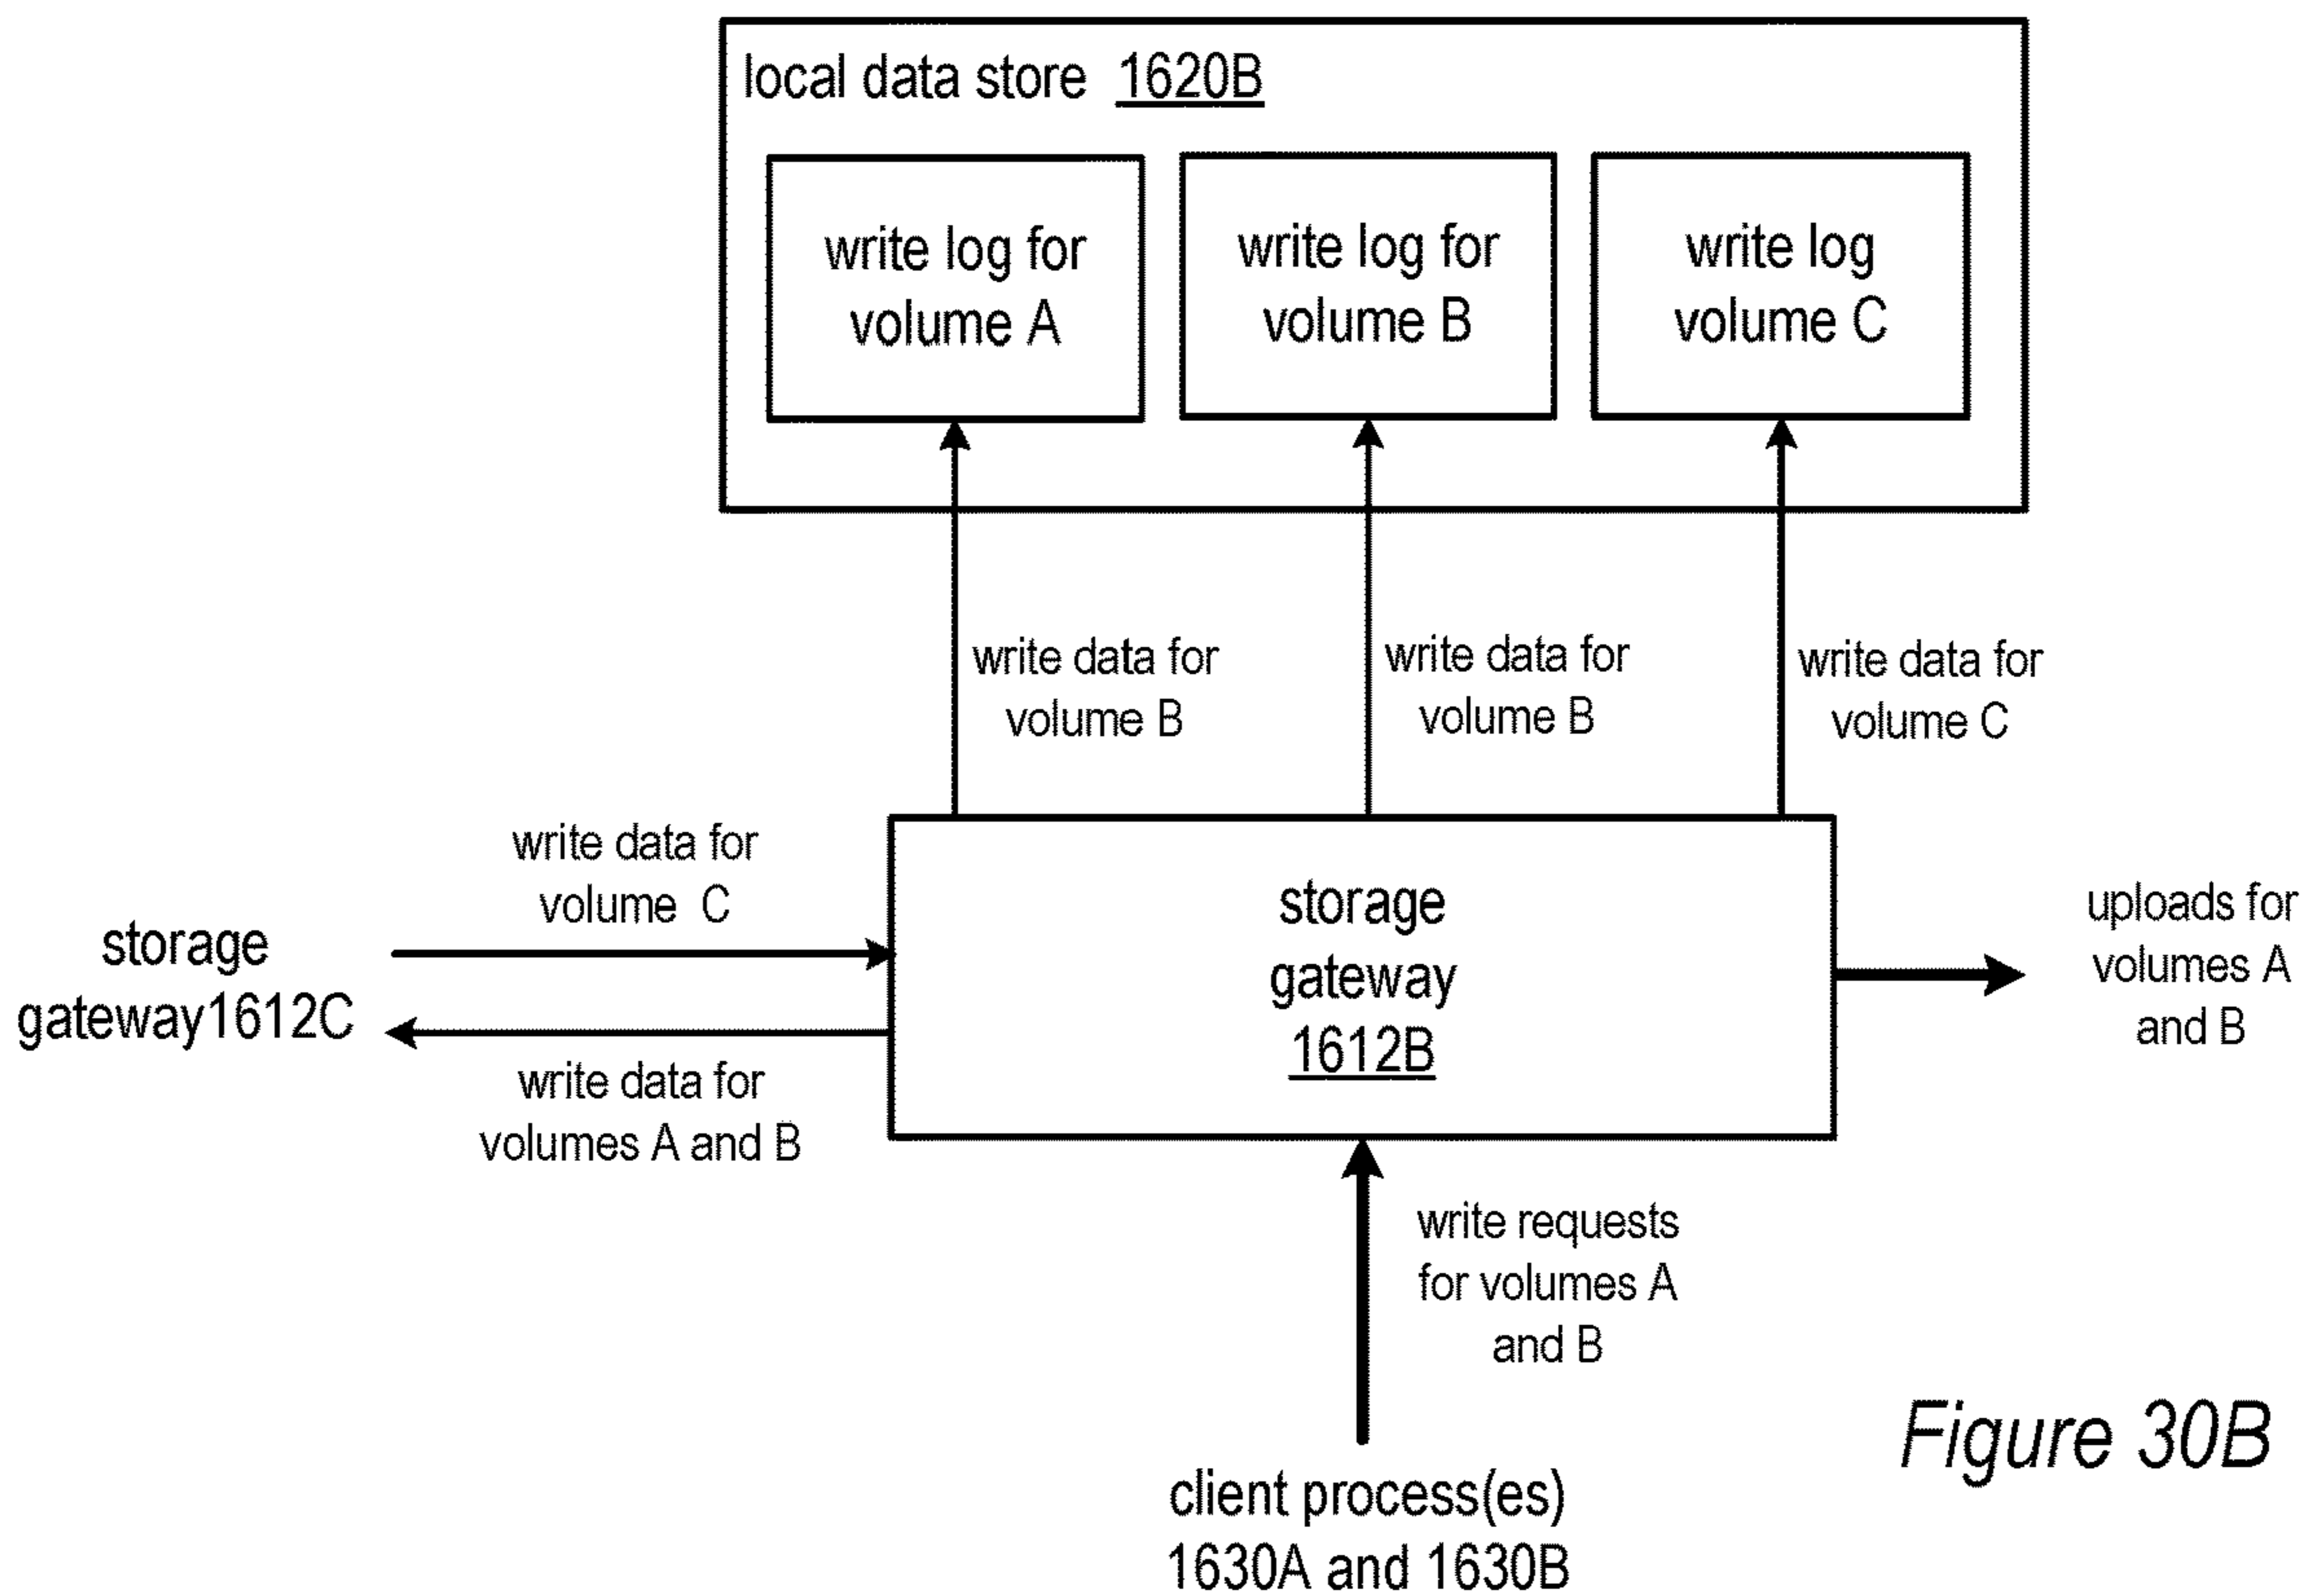 local data store 1620B
write log for
volume A
write log for
volume B
write log
volume C
write data for
volume B
write data for
volume B
write data for
volume C
write data for
volume C
storage
gateway1612C
write data for
volumes A and B
storage
gateway
1612B
uploads for
volumes A
and B
write requests
for volumes A
and B
client process(es)
1630A and 1630B
Figure 30B